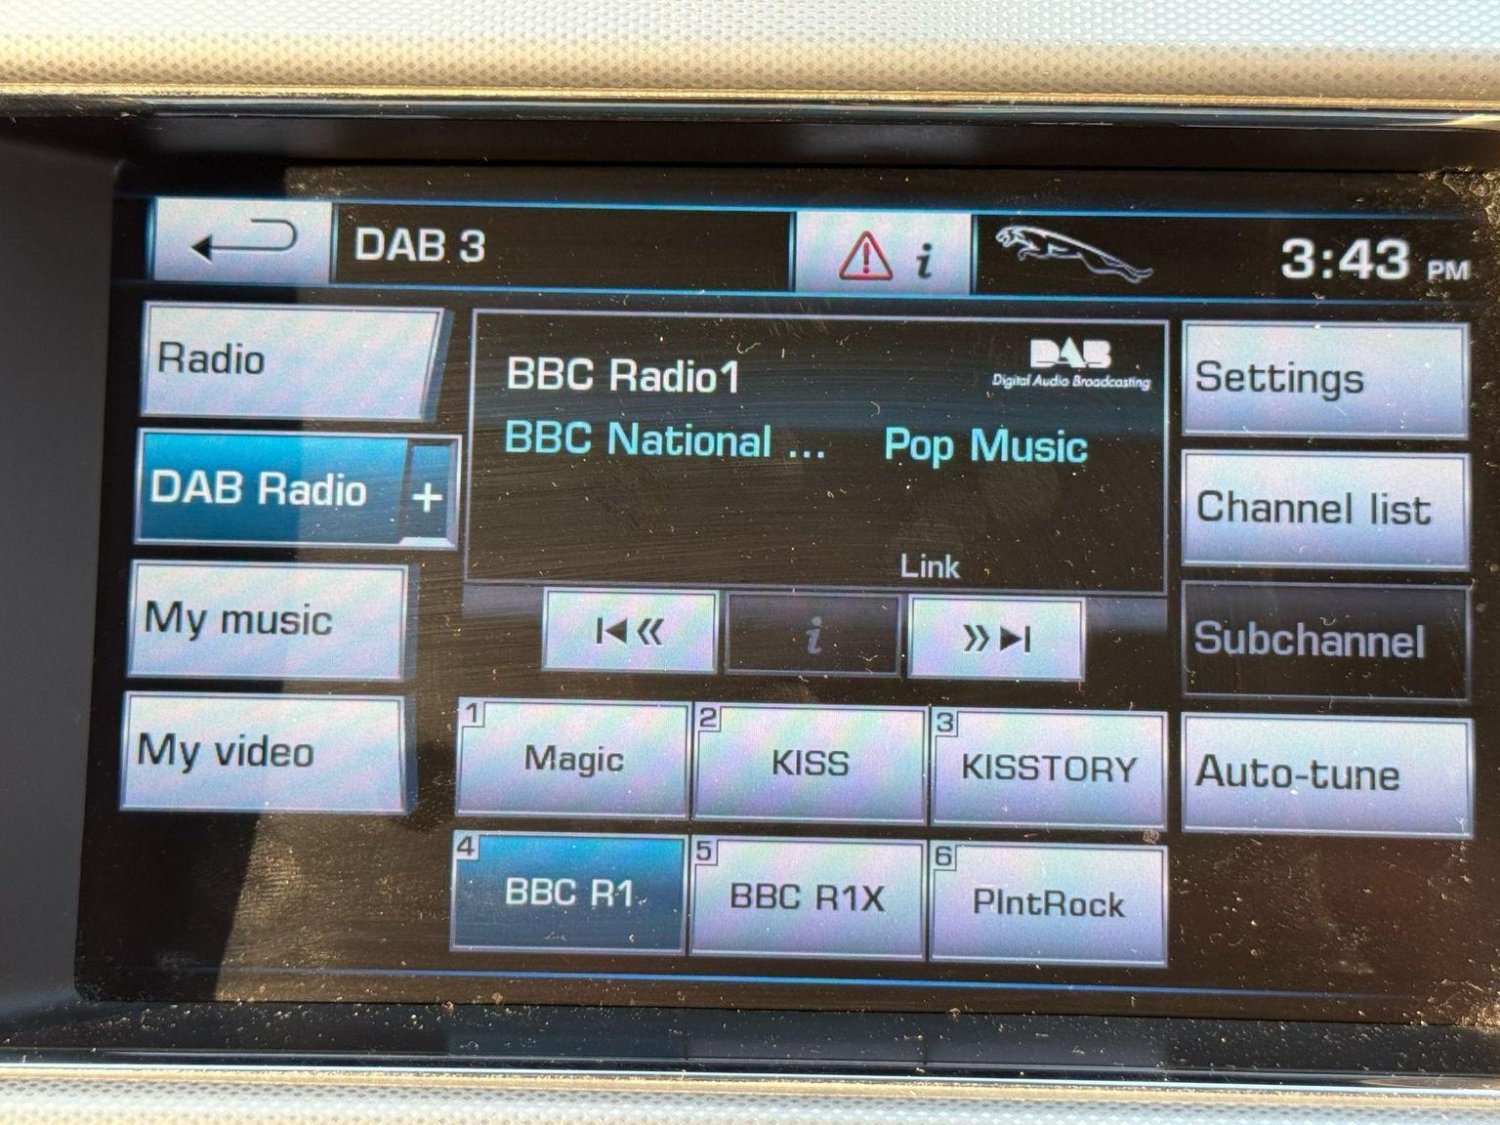 DAB 3
i
3:43 PM
Radio
DAB Radio +
My music
My video
BBC Radio1
DAB
Digital Audio Broadcasting
BBC National ... Pop Music
Link
i
Settings
Channel list
Subchannel
Auto-tune
1 Magic
2 KISS
3 KISSTORY
4 BBC R1
5 BBC R1X
6 PlntRock